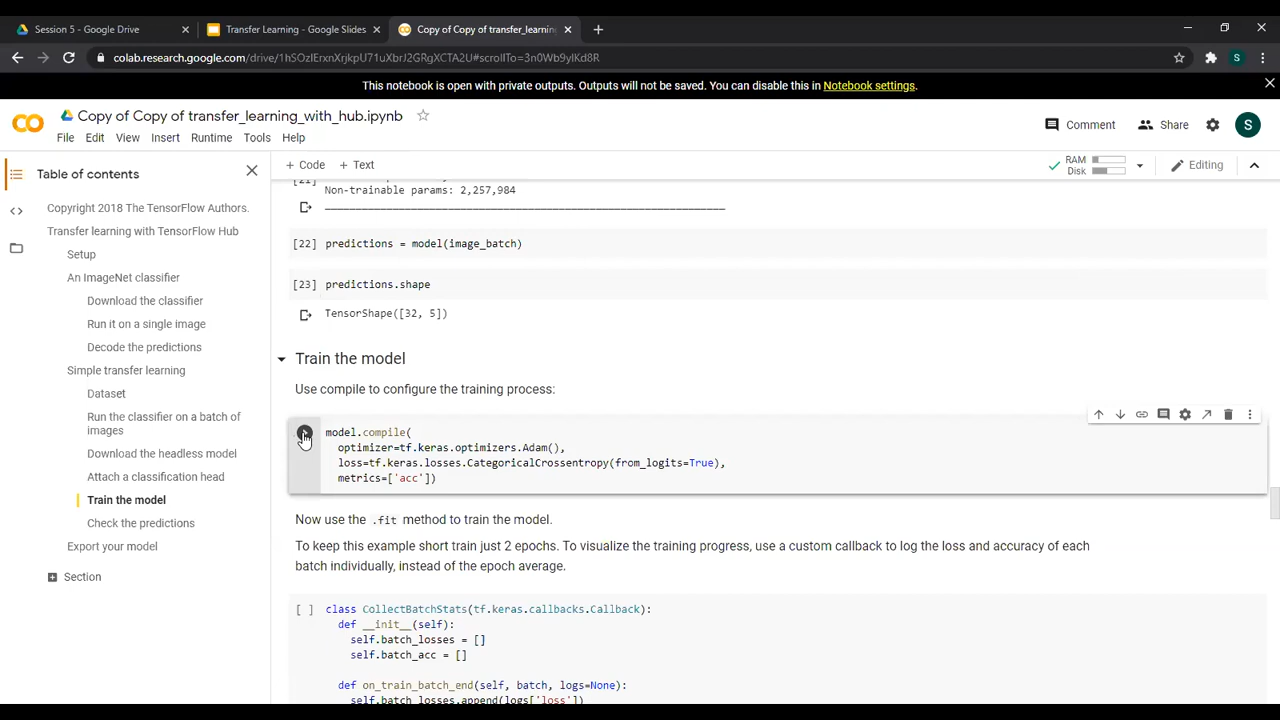 Session 5 - Google Drive
Transfer Learning - Google Slides
Copy of Copy of transfer_learning
colab.research.google.com/drive/1hSOzIErxnXrjkpU71uXbrJ2GRgXCTA2U#scrollTo=3n0Wb9ylKd8R
S
This notebook is open with private outputs. Outputs will not be saved. You can disable this in Notebook settings.
Copy of Copy of transfer_learning_with_hub.ipynb
Comment
Share
S
File Edit View Insert Runtime Tools Help
Table of contents
+ Code + Text
RAM
Disk
Editing
Copyright 2018 The TensorFlow Authors.
Transfer learning with TensorFlow Hub
Setup
An ImageNet classifier
Download the classifier
Run it on a single image
Decode the predictions
Simple transfer learning
Dataset
Run the classifier on a batch of
images
Download the headless model
Attach a classification head
Train the model
Check the predictions
Export your model
Section
[21]
Non-trainable params: 2,257,984
[22] predictions = model(image_batch)
[23] predictions.shape
TensorShape([32, 5])
Train the model
Use compile to configure the training process:
model.compile(
optimizer=tf.keras.optimizers.Adam(),
loss=tf.keras.losses.CategoricalCrossentropy(from_logits=True),
metrics=['acc'])
Now use the .fit method to train the model.
To keep this example short train just 2 epochs. To visualize the training progress, use a custom callback to log the loss and accuracy of each
batch individually, instead of the epoch average.
[ ] class CollectBatchStats(tf.keras.callbacks.Callback):
def __init__(self):
self.batch_losses = []
self.batch_acc = []
def on_train_batch_end(self, batch, logs=None):
self.batch_losses.append(logs['loss'])